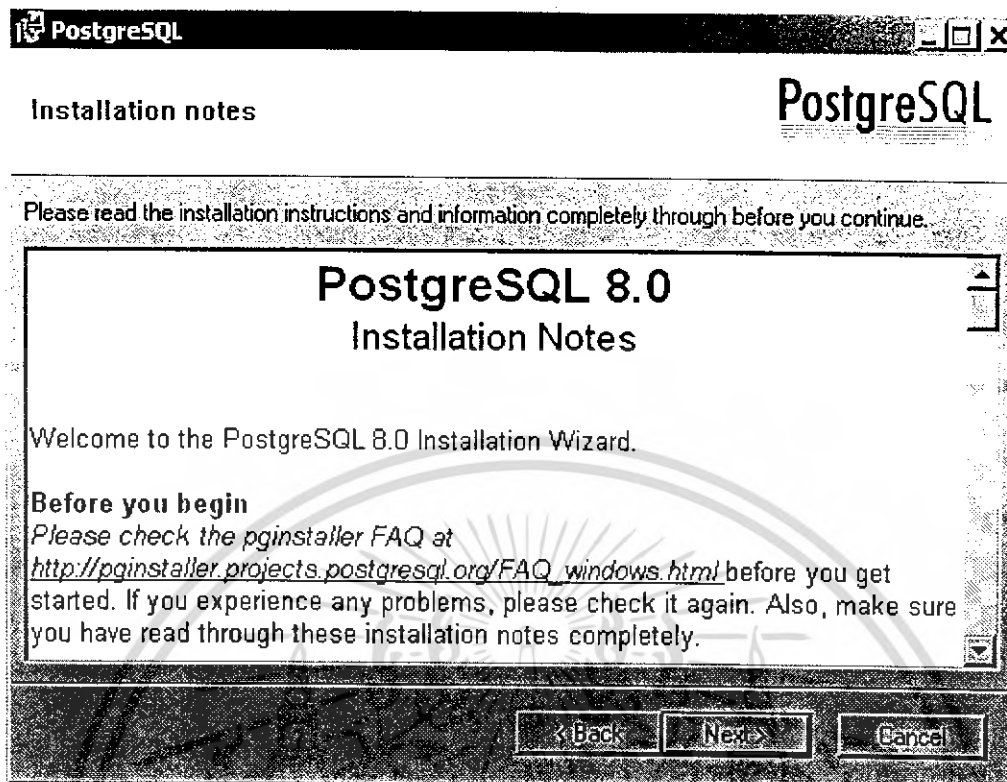 PostgreSQL
Installation notes
PostgreSQL
Please read the installation instructions and information completely through before you continue.
PostgreSQL 8.0
Installation Notes
Welcome to the PostgreSQL 8.0 Installation Wizard.
Before you begin
Please check the pginstaller FAQ at
http://pginstaller.projects.postgresql.org/FAQ_windows.html before you get
started. If you experience any problems, please check it again. Also, make sure
you have read through these installation notes completely.
< Back Next > Cancel